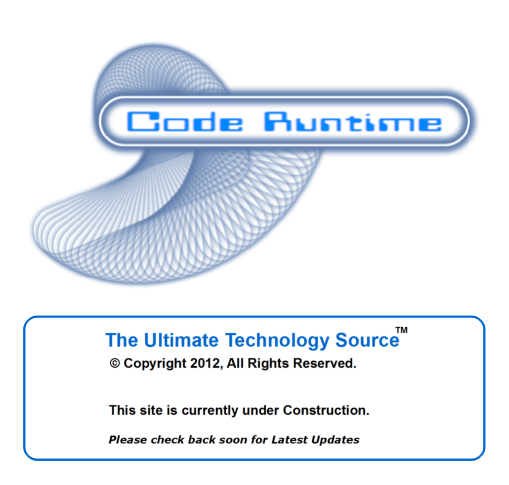 Code Runtime
The Ultimate Technology Source™
© Copyright 2012, All Rights Reserved.
This site is currently under Construction.
Please check back soon for Latest Updates